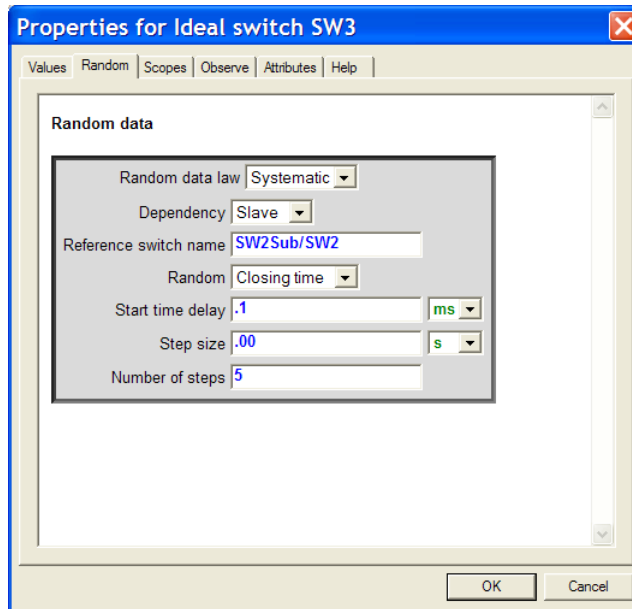 Properties for Ideal switch SW3
Values Random Scopes Observe Attributes Help
Random data
Random data law Systematic
Dependency Slave
Reference switch name SW2Sub/SW2
Random Closing time
Start time delay .1 ms
Step size .00 s
Number of steps 5
OK Cancel